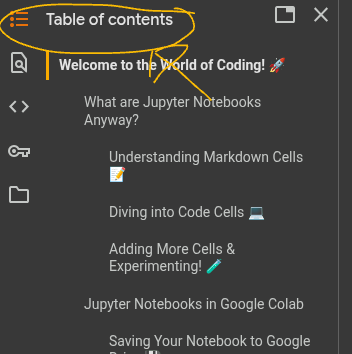 Table of contents
Welcome to the World of Coding! 🚀
What are Jupyter Notebooks
Anyway?
Understanding Markdown Cells
📝
Diving into Code Cells 💻
Adding More Cells &
Experimenting! 🧪
Jupyter Notebooks in Google Colab
Saving Your Notebook to Google